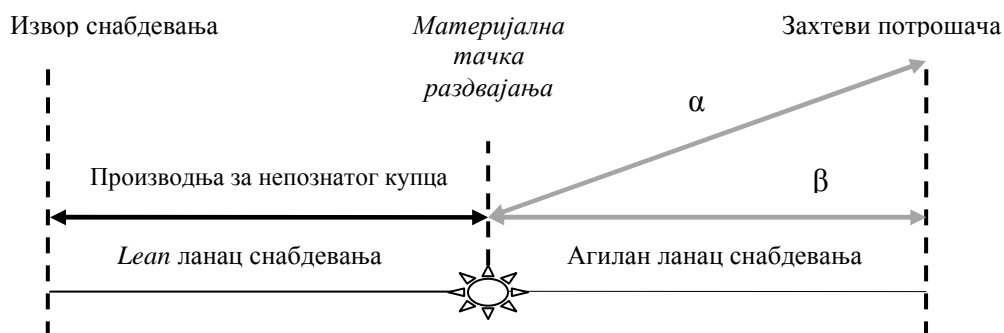 Извор снабдевања
Материјална
тачка
раздвајања
Захтеви потрошача
α
Производња за непознатог купца
β
Lean ланац снабдевања
Агилан ланац снабдевања